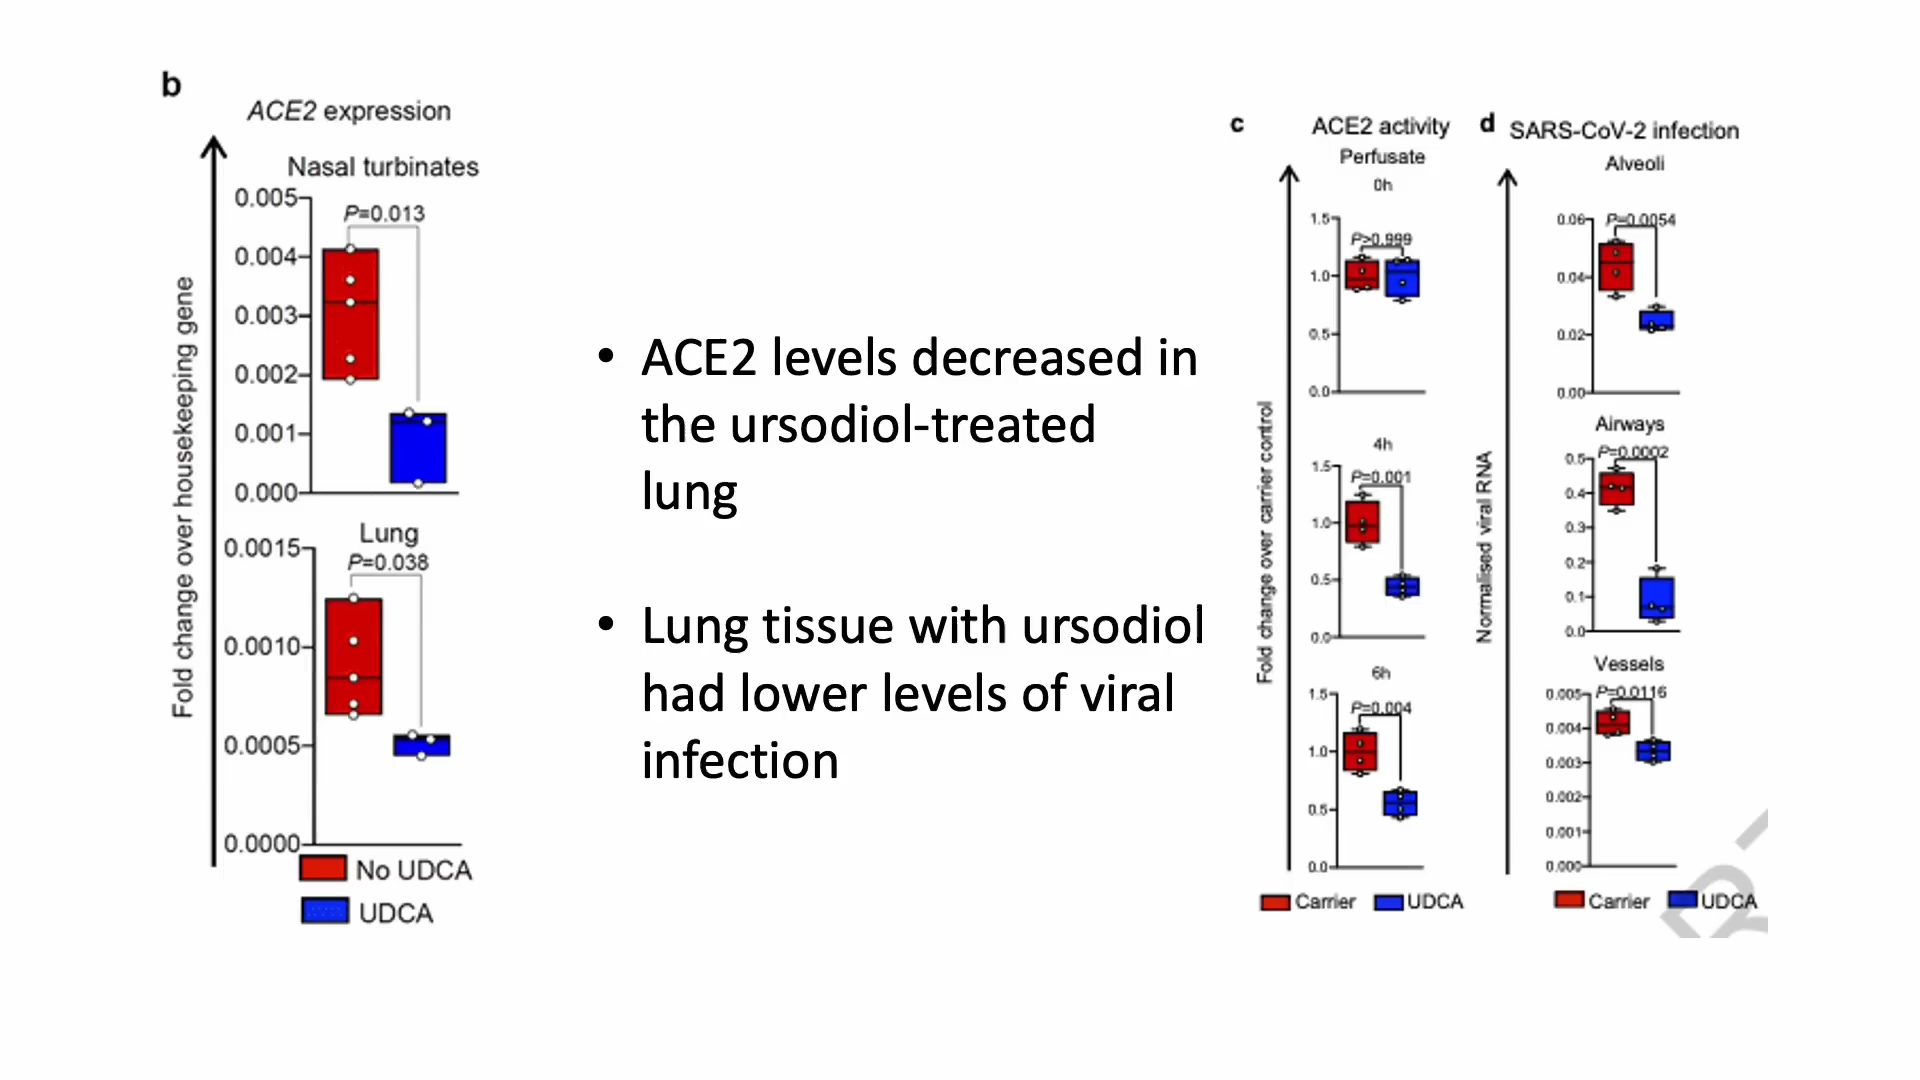 b
ACE2 expression
Nasal turbinates
0.005
P=0.013
0.004
0.003
0.002
0.001
0.000
Lung
0.0015
P=0.038
0.0010
0.0005
0.0000
Fold change over housekeeping gene
No UDCA
UDCA
• ACE2 levels decreased in
the ursodiol-treated
lung
• Lung tissue with ursodiol
had lower levels of viral
infection
c
ACE2 activity
Perfusate
0h
1.5
P>0.999
1.0
0.5
0.0
4h
1.5
P=0.001
1.0
0.5
0.0
6h
1.5
P=0.004
1.0
0.5
0.0
Fold change over carrier control
Carrier
UDCA
d
SARS-CoV-2 infection
Alveoli
0.06
P=0.0054
0.04
0.02
0.00
Airways
0.5
P=0.0002
0.4
0.3
0.2
0.1
0.0
Vessels
0.005
P=0.0116
0.004
0.003
0.002
0.001
0.000
Normalised viral RNA
Carrier
UDCA